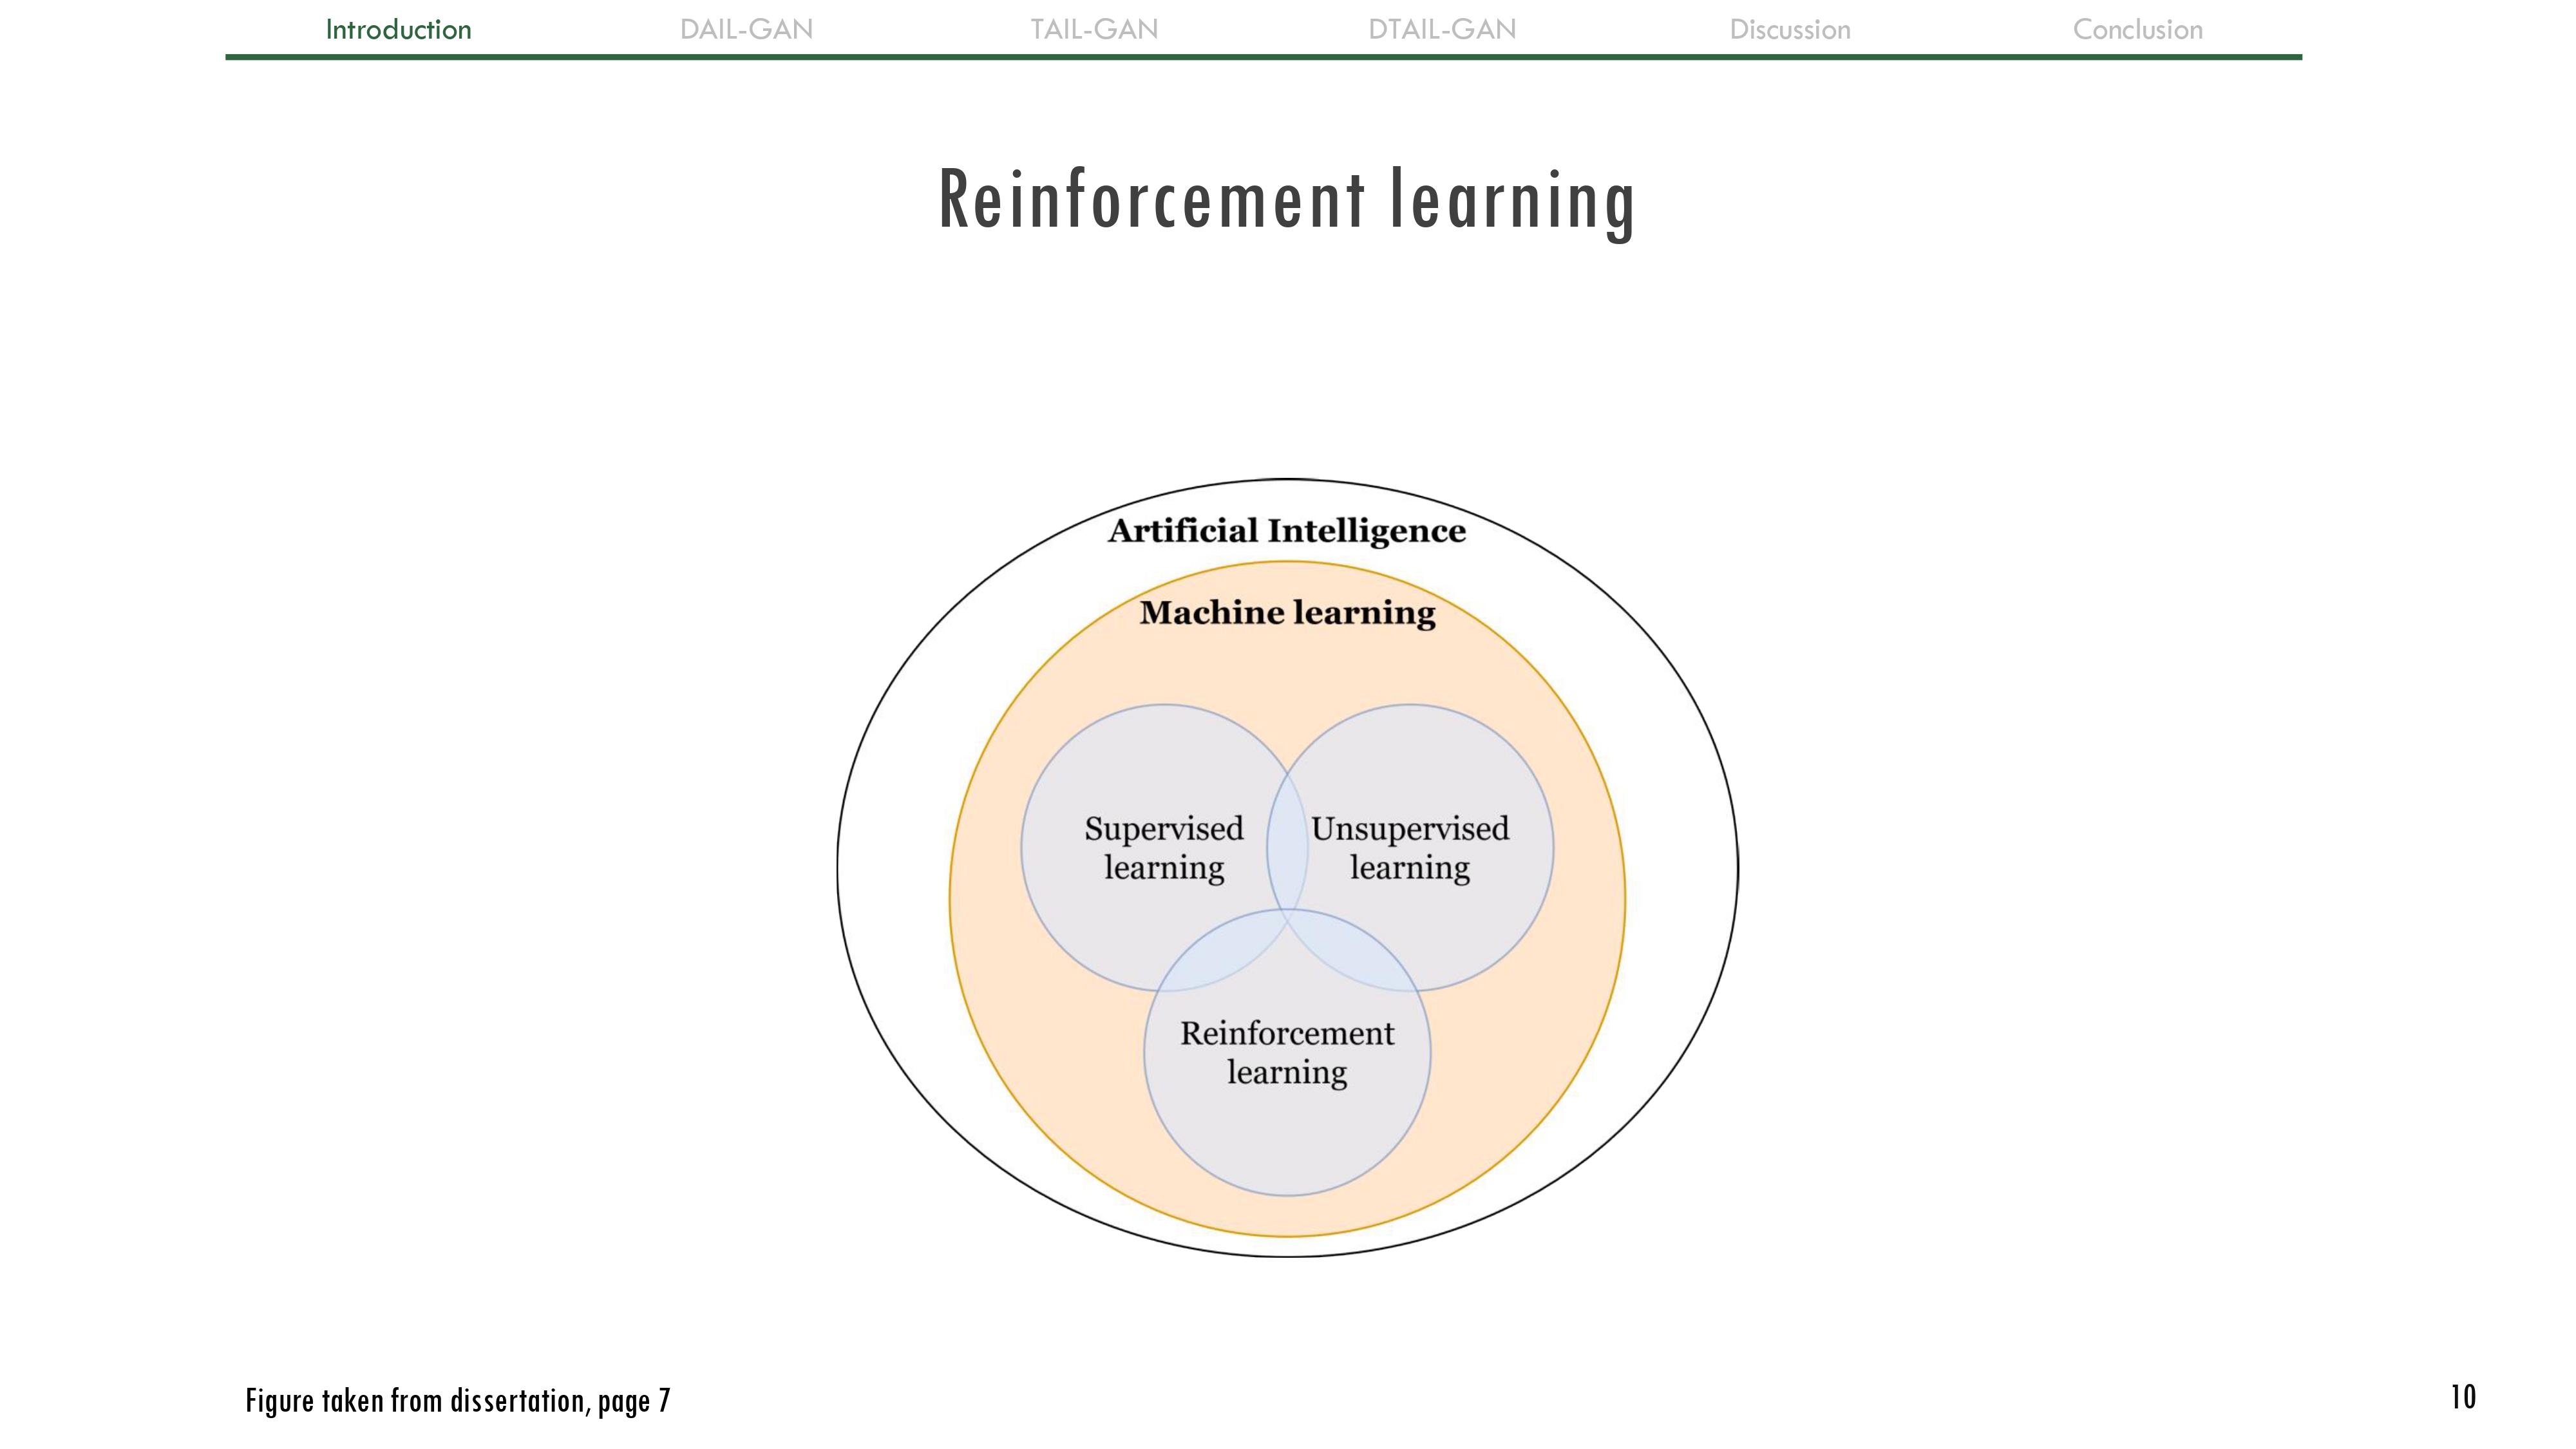 Introduction DAIL-GAN TAIL-GAN DTAIL-GAN Discussion Conclusion
Reinforcement learning
Artificial Intelligence
Machine learning
Supervised
learning
Unsupervised
learning
Reinforcement
learning
Figure taken from dissertation, page 7
10